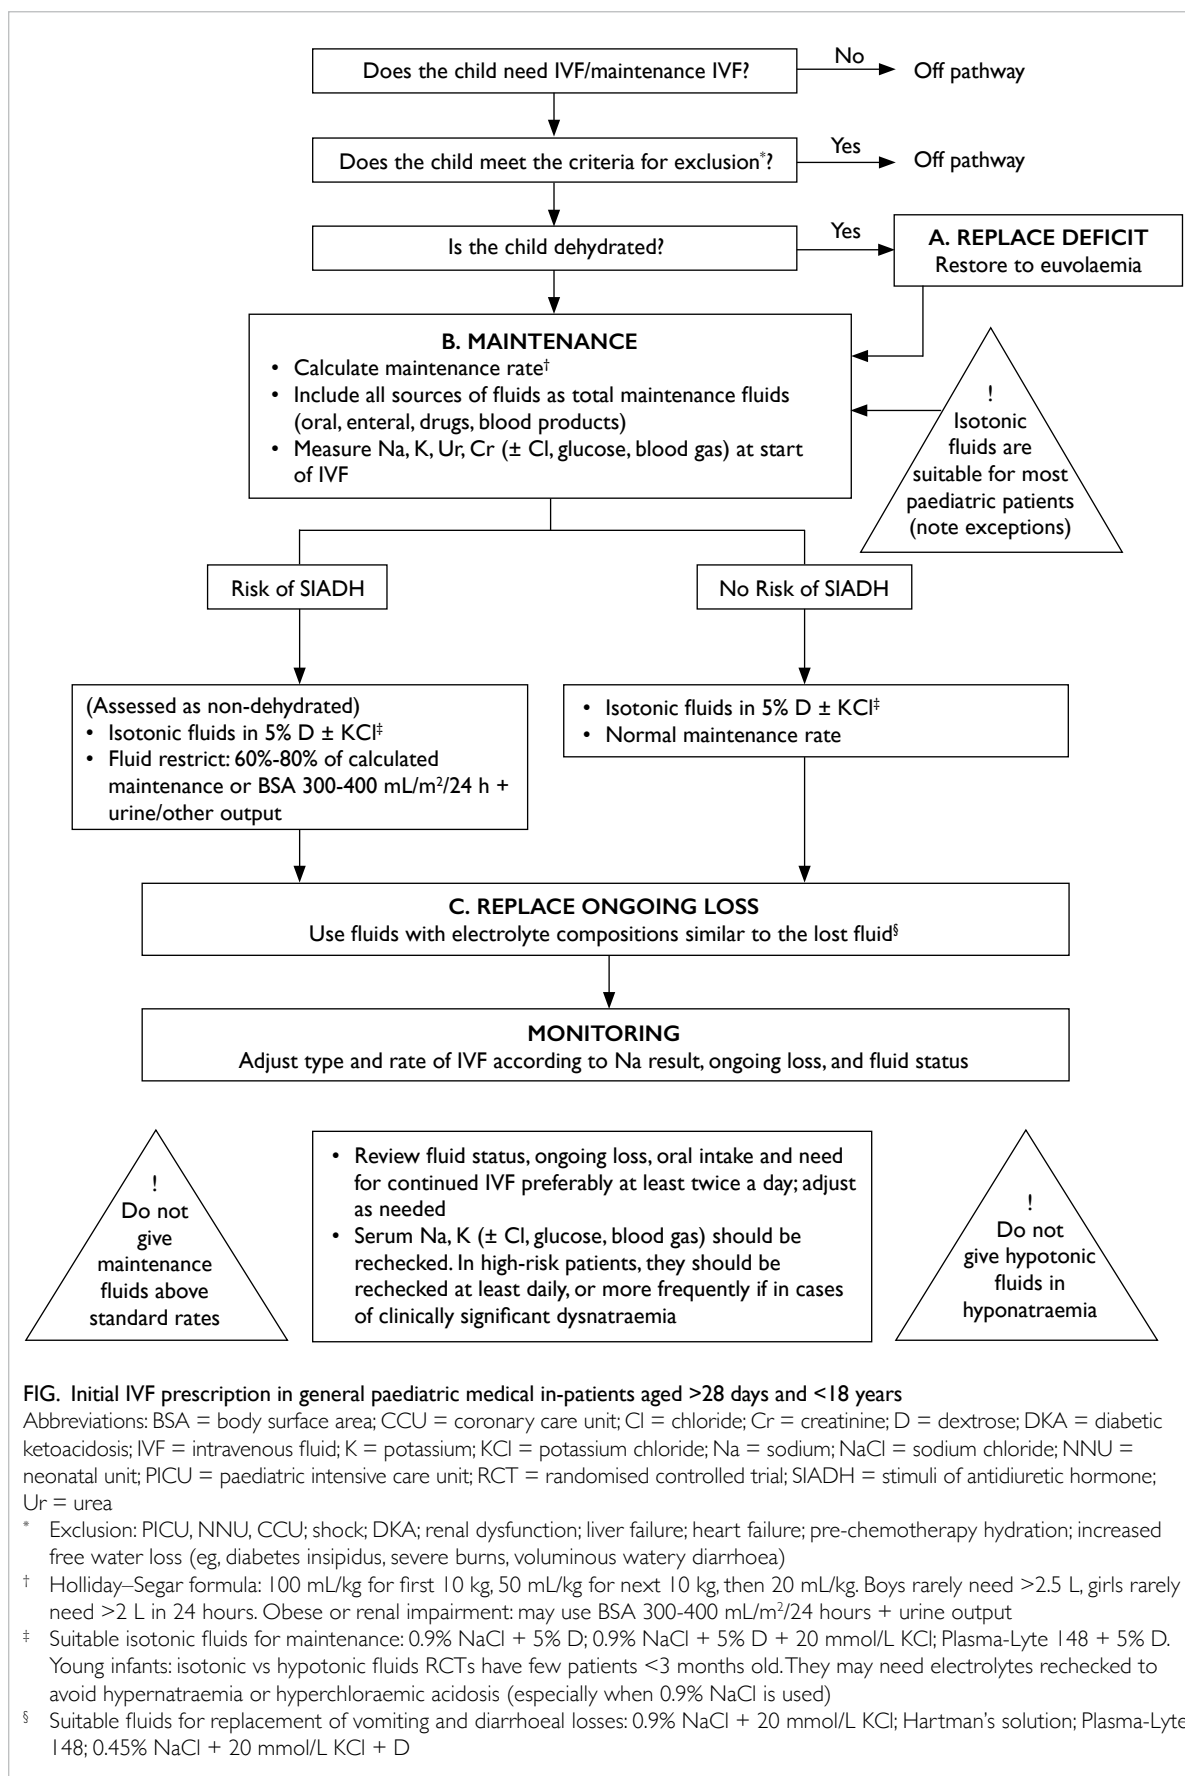 Does the child need IVF/maintenance IVF?
No
Off pathway
Does the child meet the criteria for exclusion*?
Yes
Off pathway
Is the child dehydrated?
Yes
A. REPLACE DEFICIT
Restore to euvolaemia
B. MAINTENANCE
• Calculate maintenance rate†
• Include all sources of fluids as total maintenance fluids
(oral, enteral, drugs, blood products)
• Measure Na, K, Ur, Cr (± Cl, glucose, blood gas) at start
of IVF
!
Isotonic
fluids are
suitable for most
paediatric patients
(note exceptions)
Risk of SIADH
No Risk of SIADH
(Assessed as non-dehydrated)
• Isotonic fluids in 5% D ± KCl‡
• Fluid restrict: 60%-80% of calculated
maintenance or BSA 300-400 mL/m²/24 h +
urine/other output
• Isotonic fluids in 5% D ± KCl‡
• Normal maintenance rate
C. REPLACE ONGOING LOSS
Use fluids with electrolyte compositions similar to the lost fluid§
MONITORING
Adjust type and rate of IVF according to Na result, ongoing loss, and fluid status
!
Do not
give
maintenance
fluids above
standard rates
• Review fluid status, ongoing loss, oral intake and need
for continued IVF preferably at least twice a day; adjust
as needed
• Serum Na, K (± Cl, glucose, blood gas) should be
rechecked. In high-risk patients, they should be
rechecked at least daily, or more frequently if in cases
of clinically significant dysnatraemia
!
Do not
give hypotonic
fluids in
hyponatraemia
FIG. Initial IVF prescription in general paediatric medical in-patients aged >28 days and <18 years
Abbreviations: BSA = body surface area; CCU = coronary care unit; Cl = chloride; Cr = creatinine; D = dextrose; DKA = diabetic
ketoacidosis; IVF = intravenous fluid; K = potassium; KCl = potassium chloride; Na = sodium; NaCl = sodium chloride; NNU =
neonatal unit; PICU = paediatric intensive care unit; RCT = randomised controlled trial; SIADH = stimuli of antidiuretic hormone;
Ur = urea
* Exclusion: PICU, NNU, CCU; shock; DKA; renal dysfunction; liver failure; heart failure; pre-chemotherapy hydration; increased
free water loss (eg, diabetes insipidus, severe burns, voluminous watery diarrhoea)
† Holliday–Segar formula: 100 mL/kg for first 10 kg, 50 mL/kg for next 10 kg, then 20 mL/kg. Boys rarely need >2.5 L, girls rarely
need >2 L in 24 hours. Obese or renal impairment: may use BSA 300-400 mL/m²/24 hours + urine output
‡ Suitable isotonic fluids for maintenance: 0.9% NaCl + 5% D; 0.9% NaCl + 5% D + 20 mmol/L KCl; Plasma-Lyte 148 + 5% D.
Young infants: isotonic vs hypotonic fluids RCTs have few patients <3 months old. They may need electrolytes rechecked to
avoid hypernatraemia or hyperchloraemic acidosis (especially when 0.9% NaCl is used)
§ Suitable fluids for replacement of vomiting and diarrhoeal losses: 0.9% NaCl + 20 mmol/L KCl; Hartman's solution; Plasma-Lyte
148; 0.45% NaCl + 20 mmol/L KCl + D